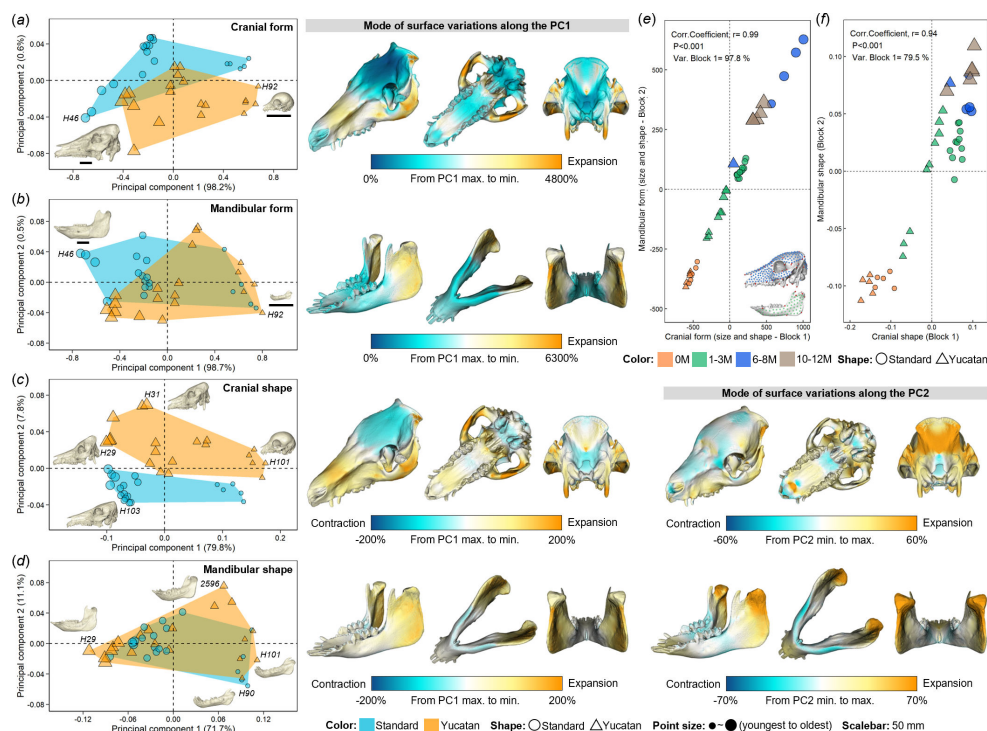 (a)
Cranial form
Principal component 2 (0.6%)
0.04
0.00
-0.04
-0.08
H46
H92
-0.8
-0.4
0.0
0.4
0.8
Principal component 1 (98.2%)
Mode of surface variations along the PC1
Contraction
Expansion
0%
From PC1 max. to min.
4800%
(b)
Mandibular form
Principal component 2 (0.5%)
0.08
0.04
0.00
-0.04
-0.08
H46
H92
-0.8
-0.4
0.0
0.4
0.8
Principal component 1 (98.7%)
Expansion
0%
From PC1 max. to min.
6300%
(e)
Corr.Coefficient, r= 0.99
P<0.001
Var. Block 1= 97.8 %
Mandibular form (size and shape - Block 2)
500
250
0
-250
-500
-500
0
500
1000
Cranial form (size and shape - Block 1)
(f)
Corr.Coefficient, r= 0.94
P<0.001
Var. Block 1= 79.5 %
Mandibular shape (Block 2)
0.10
0.05
0.00
-0.05
-0.10
-0.2
-0.1
0.0
0.1
Cranial shape (Block 1)
Color: 0M 1-3M 6-8M 10-12M Shape: Standard Yucatan
(c)
Cranial shape
Principal component 2 (7.8%)
0.08
0.04
0.00
-0.04
H31
H29
H101
H103
-0.1
0.0
0.1
0.2
Principal component 1 (79.8%)
Contraction
Expansion
-200%
From PC1 max. to min.
200%
Mode of surface variations along the PC2
Contraction
Expansion
-60%
From PC2 min. to max.
60%
(d)
Mandibular shape
Principal component 2 (11.1%)
0.08
0.04
0.00
-0.04
-0.08
2596
H29
H101
H90
-0.12
-0.06
0.00
0.06
0.12
Principal component 1 (71.7%)
Contraction
Expansion
-200%
From PC1 max. to min.
200%
Contraction
Expansion
-70%
From PC2 min. to max.
70%
Color: Standard Yucatan Shape: Standard Yucatan Point size: ~ (youngest to oldest) Scalebar: 50 mm